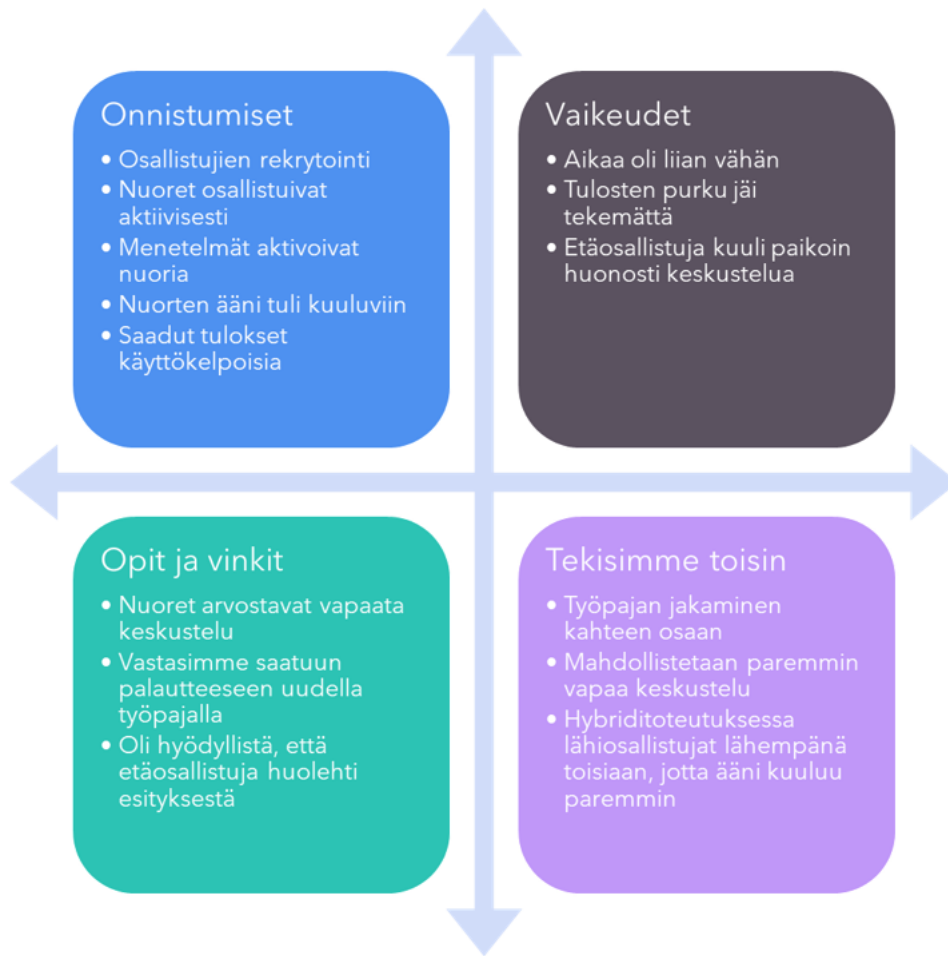 Onnistumiset
• Osallistujien rekrytointi
• Nuoret osallistuivat
aktiivisesti
• Menetelmät aktivoivat
nuoria
• Nuorten ääni tuli kuuluviin
• Saadut tulokset
käyttökelpoisia
Vaikeudet
• Aikaa oli liian vähän
• Tulosten purku jäi
tekemättä
• Etäosallistuja kuuli paikoin
huonosti keskustelua
Opit ja vinkit
• Nuoret arvostavat vapaata
keskustelu
• Vastasimme saatuun
palautteeseen uudella
työpajalla
• Oli hyödyllistä, että
etäosallistuja huolehti
esityksestä
Tekisimme toisin
• Työpajan jakaminen
kahteen osaan
• Mahdollistetaan paremmin
vapaa keskustelu
• Hybriditoteutuksessa
lähiosallistujat lähempänä
toisiaan, jotta ääni kuuluu
paremmin